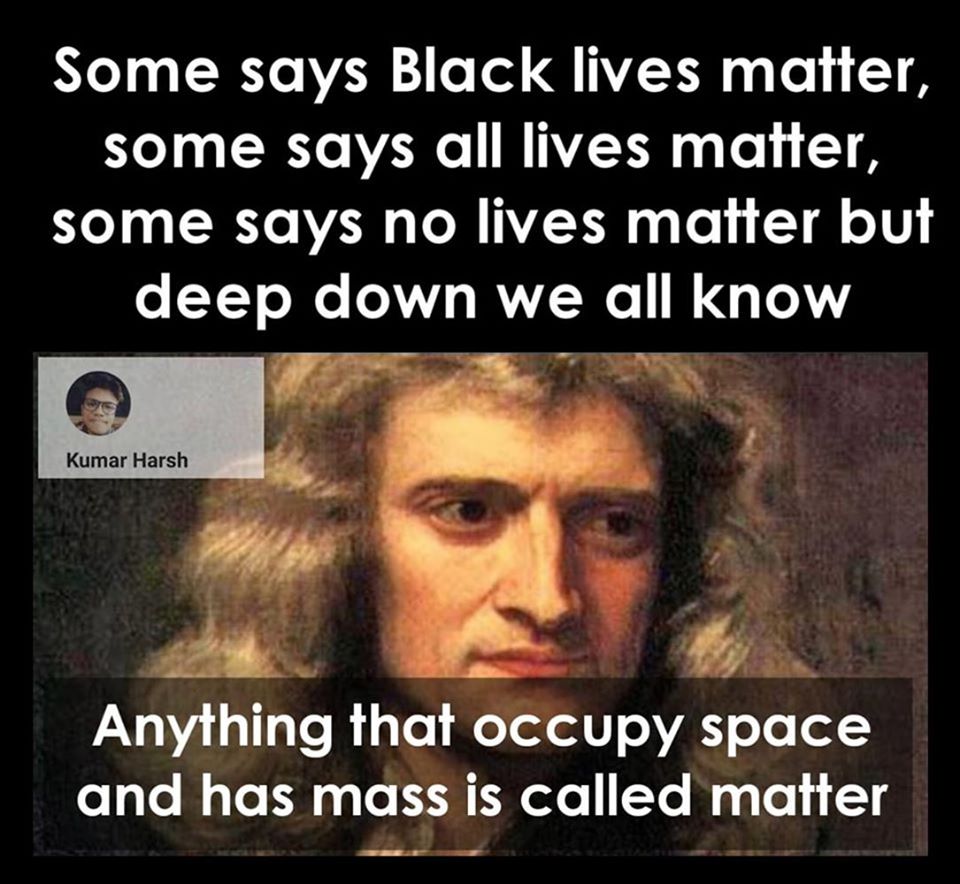 Some says Black lives matter,
some says all lives matter,
some says no lives matter but
deep down we all know
Kumar Harsh
Anything that occupy space
and has mass is called matter